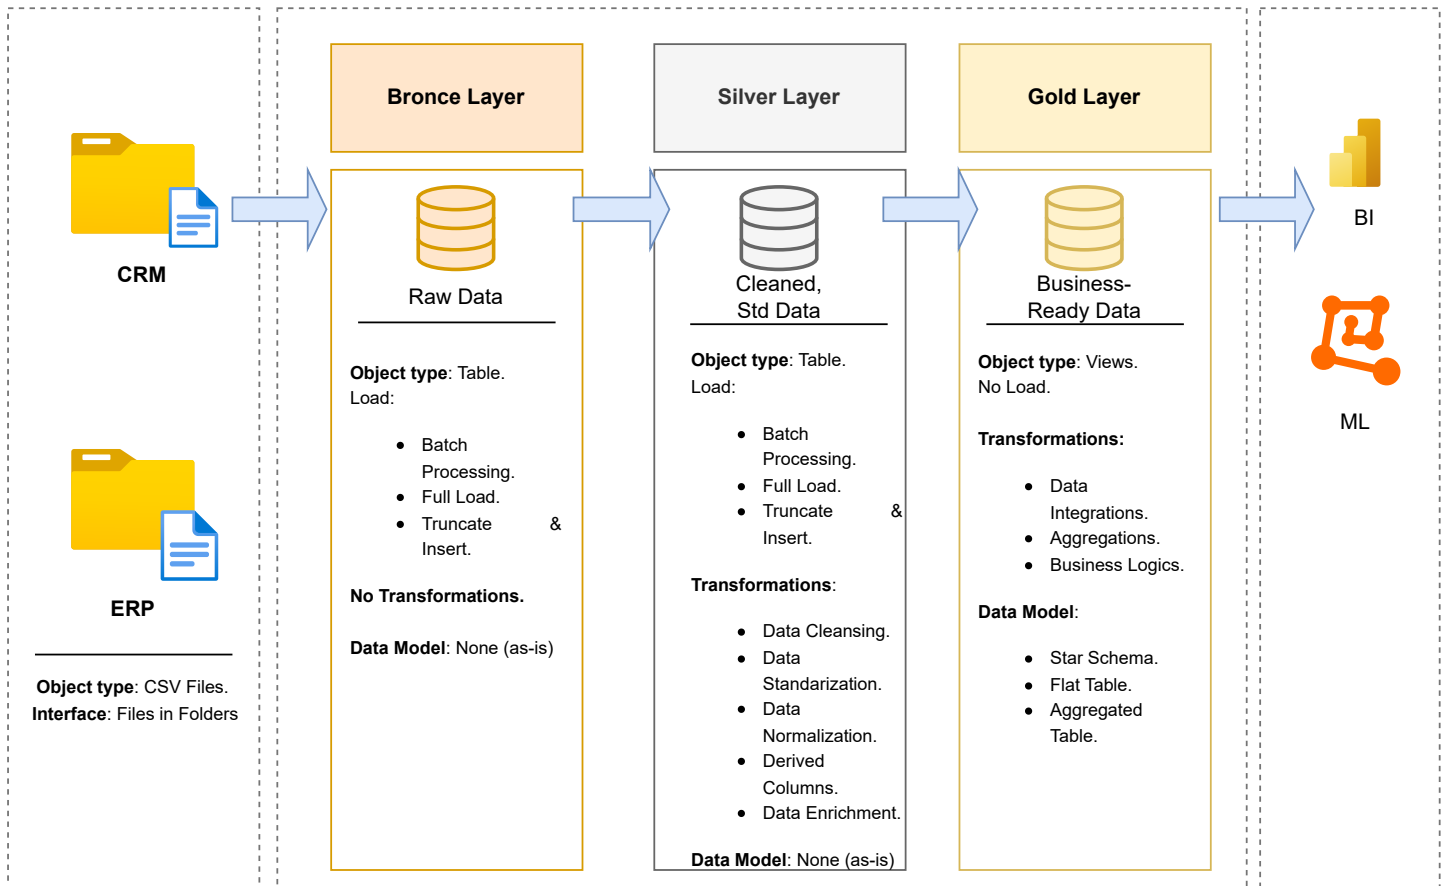 CRM
ERP
Object type: CSV Files.
Interface: Files in Folders
Bronce Layer
Raw Data
Object type: Table.
Load:
● Batch
Processing.
● Full Load.
● Truncate &
Insert.
No Transformations.
Data Model: None (as-is)
Silver Layer
Cleaned,
Std Data
Object type: Table.
Load:
● Batch
Processing.
● Full Load.
● Truncate &
Insert.
Transformations:
● Data Cleansing.
● Data
Standarization.
● Data
Normalization.
● Derived
Columns.
● Data Enrichment.
Data Model: None (as-is)
Gold Layer
Business-
Ready Data
Object type: Views.
No Load.
Transformations:
● Data
Integrations.
● Aggregations.
● Business Logics.
Data Model:
● Star Schema.
● Flat Table.
● Aggregated
Table.
BI
ML